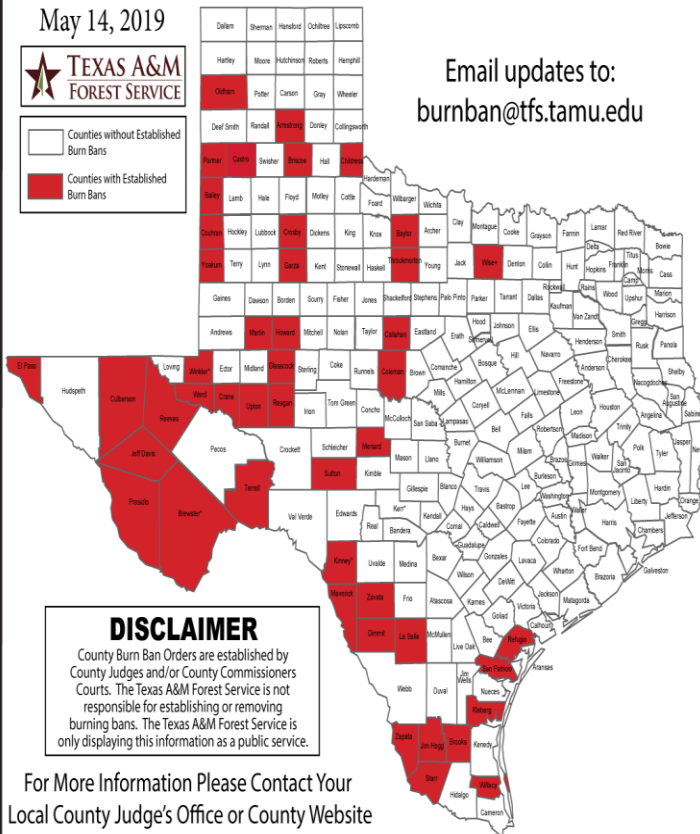 May 14, 2019
TEXAS A&M
FOREST SERVICE
Counties without Established
Burn Bans
Counties with Established
Burn Bans
Email updates to:
burnban@tfs.tamu.edu
Dallam Sherman Hansford Ochiltree Lipscomb
Hartley Moore Hutchinson Roberts Hemphill
Oldham Potter Carson Gray Wheeler
Deaf Smith Randall Armstrong Donley Collingsworth
Parmer Castro Swisher Briscoe Hall Childress
Hardeman
Bailey Lamb Hale Floyd Motley Cottle Foard Wilbarger Wichita
Clay Montague Cooke Grayson Fannin Lamar Red River Bowie
Cochran Hockley Lubbock Crosby Dickens King Knox Baylor Archer
Delta Titus Morris Cass
Yoakum Terry Lynn Garza Kent Stonewall Haskell Throckmorton Young Jack Wise* Denton Collin Hunt Hopkins Franklin
Camp
Rockwall Rains Wood Upshur Marion
Gaines Dawson Borden Scurry Fisher Jones Shackelford Stephens Palo Pinto Parker Tarrant Dallas Kaufman Van Zandt Gregg Harrison
Andrews Martin Howard Mitchell Nolan Taylor Callahan Eastland Erath Hood Somervell Johnson Ellis Henderson Smith Rusk Panola
El Paso Hudspeth Culberson Reeves Loving Winkler* Ector Midland Glasscock Sterling Coke Runnels Coleman Brown Comanche Bosque Hill Navarro Freestone Anderson Cherokee Nacogdoches Shelby
Ward Crane Upton Reagan Irion Tom Green Concho McCulloch San Saba Mills Hamilton Lampasas Coryell McLennan Limestone Falls Leon Houston Angelina San Augustine Sabine
Jeff Davis Pecos Crockett Schleicher Menard Mason Llano Burnet Bell Williamson Milam Robertson Madison Brazos Grimes Walker Trinity San Jacinto Polk Tyler Jasper
Presidio Brewster* Terrell Sutton Kimble Gillespie Blanco Travis Lee Burleson Washington Montgomery Liberty Hardin Orange
Val Verde Edwards Real Kerr* Bandera Kendall Comal Hays Caldwell Bastrop Fayette Austin Waller Harris Chambers Jefferson
Kinney* Uvalde Medina Bexar Guadalupe Gonzales Lavaca Colorado Fort Bend Galveston
Wharton Brazoria
Maverick Zavala Frio Atascosa Wilson Karnes DeWitt Jackson Matagorda
Dimmit La Salle McMullen Live Oak Bee Goliad Victoria Calhoun
Refugio
Webb Duval Jim Wells Nueces San Patricio Aransas
Kleberg
Zapata Jim Hogg Brooks Kenedy
Starr Hidalgo Willacy
Cameron
DISCLAIMER
County Burn Ban Orders are established by
County Judges and/or County Commissioners
Courts. The Texas A&M Forest Service is not
responsible for establishing or removing
burning bans. The Texas A&M Forest Service is
only displaying this information as a public service.
For More Information Please Contact Your
Local County Judge's Office or County Website